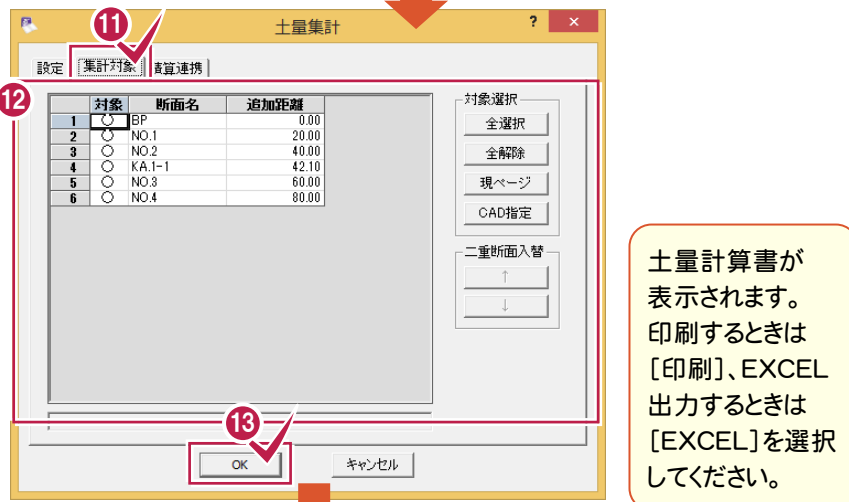 11
土量集計
?
×
設定
集計対象
積算連携
12
対象 断面名 追加距離
1 ○ BP 0.00
2 ○ NO.1 20.00
3 ○ NO.2 40.00
4 ○ KA.1-1 42.10
5 ○ NO.3 60.00
6 ○ NO.4 80.00
対象選択
全選択
全解除
現ページ
CAD指定
二重断面入替
↑
↓
13
OK
キャンセル
土量計算書が
表示されます。
印刷するときは
[印刷]、EXCEL
出力するときは
[EXCEL]を選択
してください。